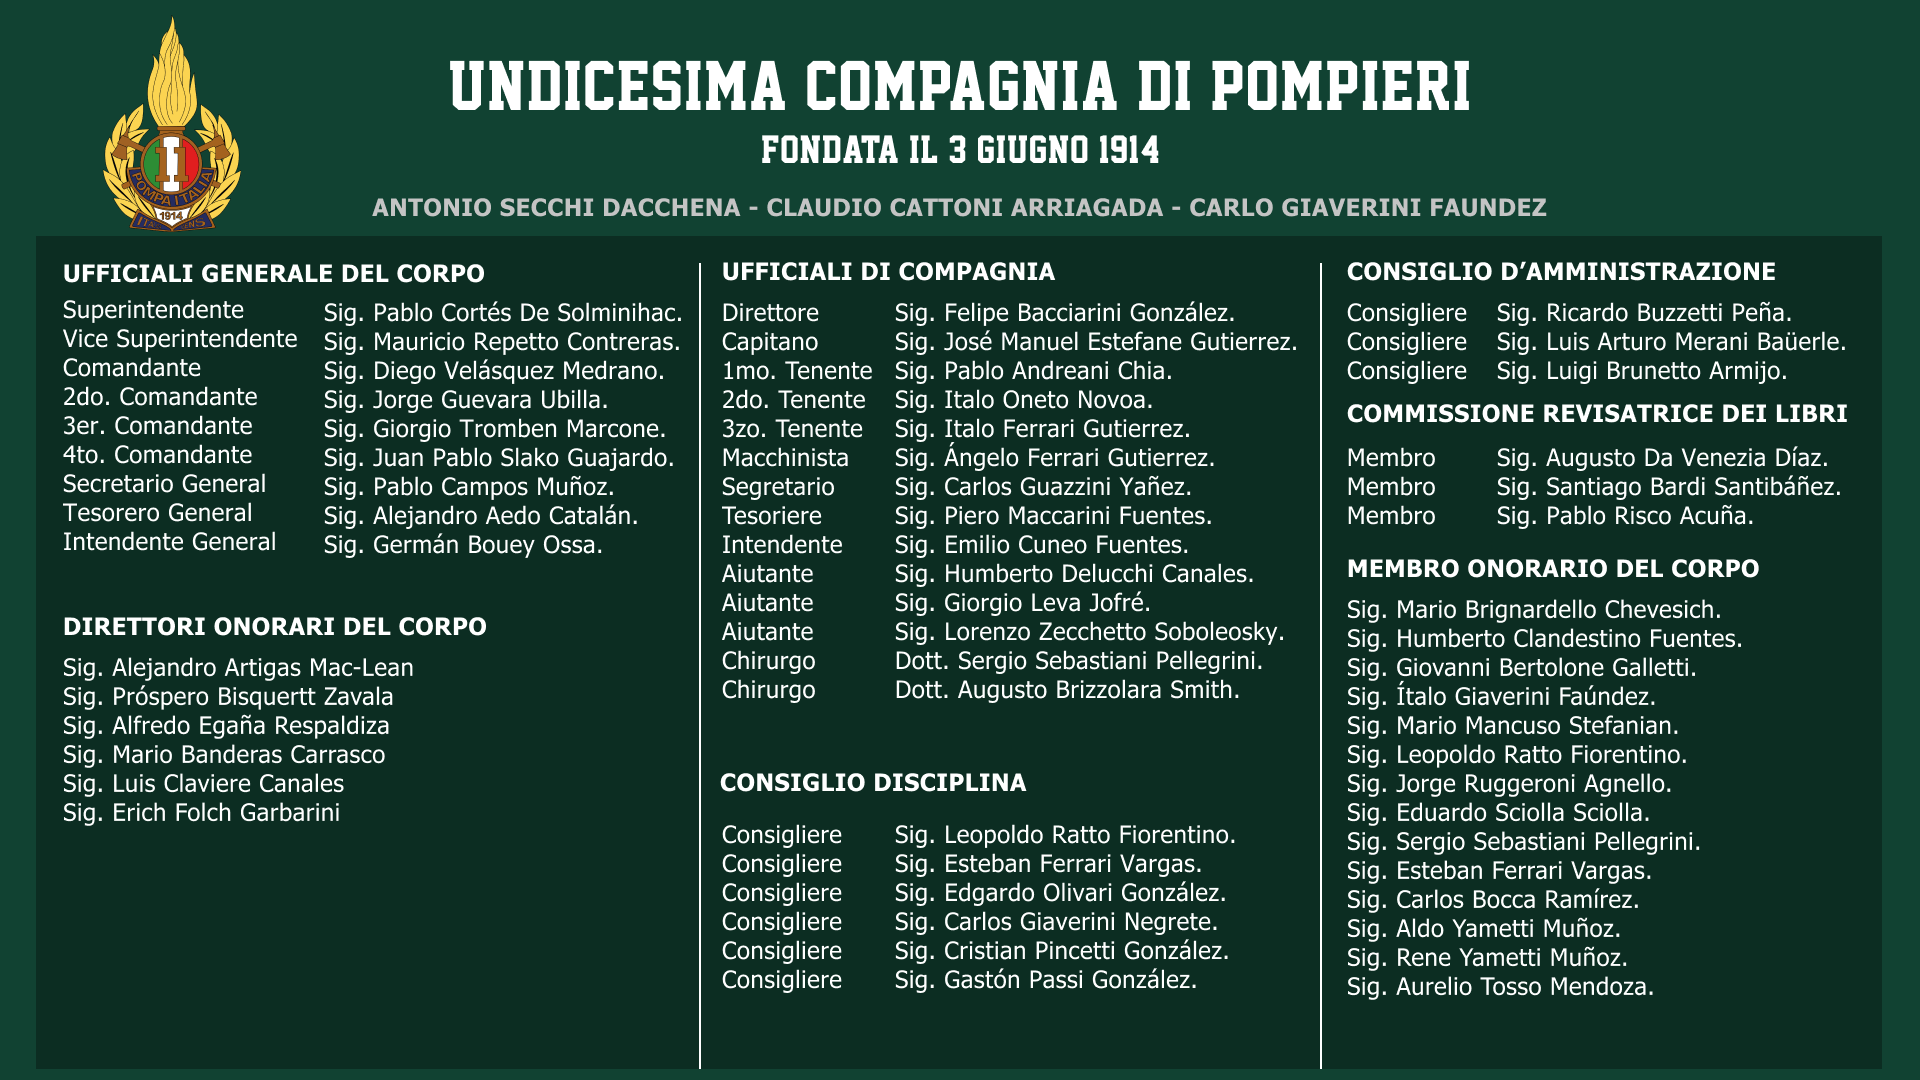 UNDICESIMA COMPAGNIA DI POMPIERI
FONDATA IL 3 GIUGNO 1914
ANTONIO SECCHI DACCHENA - CLAUDIO CATTONI ARRIAGADA - CARLO GIAVERINI FAUNDEZ
11
POMPA ITALIA
1914
UFFICIALI GENERALE DEL CORPO
Superintendente Sig. Pablo Cortés De Solminihac.
Vice Superintendente Sig. Mauricio Repetto Contreras.
Comandante Sig. Diego Velásquez Medrano.
2do. Comandante Sig. Jorge Guevara Ubilla.
3er. Comandante Sig. Giorgio Tromben Marcone.
4to. Comandante Sig. Juan Pablo Slako Guajardo.
Secretario General Sig. Pablo Campos Muñoz.
Tesorero General Sig. Alejandro Aedo Catalán.
Intendente General Sig. Germán Bouey Ossa.
DIRETTORI ONORARI DEL CORPO
Sig. Alejandro Artigas Mac-Lean
Sig. Próspero Bisquertt Zavala
Sig. Alfredo Egaña Respaldiza
Sig. Mario Banderas Carrasco
Sig. Luis Claviere Canales
Sig. Erich Folch Garbarini
UFFICIALI DI COMPAGNIA
Direttore Sig. Felipe Bacciarini González.
Capitano Sig. José Manuel Estefane Gutierrez.
1mo. Tenente Sig. Pablo Andreani Chia.
2do. Tenente Sig. Italo Oneto Novoa.
3zo. Tenente Sig. Italo Ferrari Gutierrez.
Macchinista Sig. Ángelo Ferrari Gutierrez.
Segretario Sig. Carlos Guazzini Yañez.
Tesoriere Sig. Piero Maccarini Fuentes.
Intendente Sig. Emilio Cuneo Fuentes.
Aiutante Sig. Humberto Delucchi Canales.
Aiutante Sig. Giorgio Leva Jofré.
Aiutante Sig. Lorenzo Zecchetto Soboleosky.
Chirurgo Dott. Sergio Sebastiani Pellegrini.
Chirurgo Dott. Augusto Brizzolara Smith.
CONSIGLIO DISCIPLINA
Consigliere Sig. Leopoldo Ratto Fiorentino.
Consigliere Sig. Esteban Ferrari Vargas.
Consigliere Sig. Edgardo Olivari González.
Consigliere Sig. Carlos Giaverini Negrete.
Consigliere Sig. Cristian Pincetti González.
Consigliere Sig. Gastón Passi González.
CONSIGLIO D’AMMINISTRAZIONE
Consigliere Sig. Ricardo Buzzetti Peña.
Consigliere Sig. Luis Arturo Merani Baüerle.
Consigliere Sig. Luigi Brunetto Armijo.
COMMISSIONE REVISATRICE DEI LIBRI
Membro Sig. Augusto Da Venezia Díaz.
Membro Sig. Santiago Bardi Santibáñez.
Membro Sig. Pablo Risco Acuña.
MEMBRO ONORARIO DEL CORPO
Sig. Mario Brignardello Chevesich.
Sig. Humberto Clandestino Fuentes.
Sig. Giovanni Bertolone Galletti.
Sig. Ítalo Giaverini Faúndez.
Sig. Mario Mancuso Stefanian.
Sig. Leopoldo Ratto Fiorentino.
Sig. Jorge Ruggeroni Agnello.
Sig. Eduardo Sciolla Sciolla.
Sig. Sergio Sebastiani Pellegrini.
Sig. Esteban Ferrari Vargas.
Sig. Carlos Bocca Ramírez.
Sig. Aldo Yametti Muñoz.
Sig. Rene Yametti Muñoz.
Sig. Aurelio Tosso Mendoza.